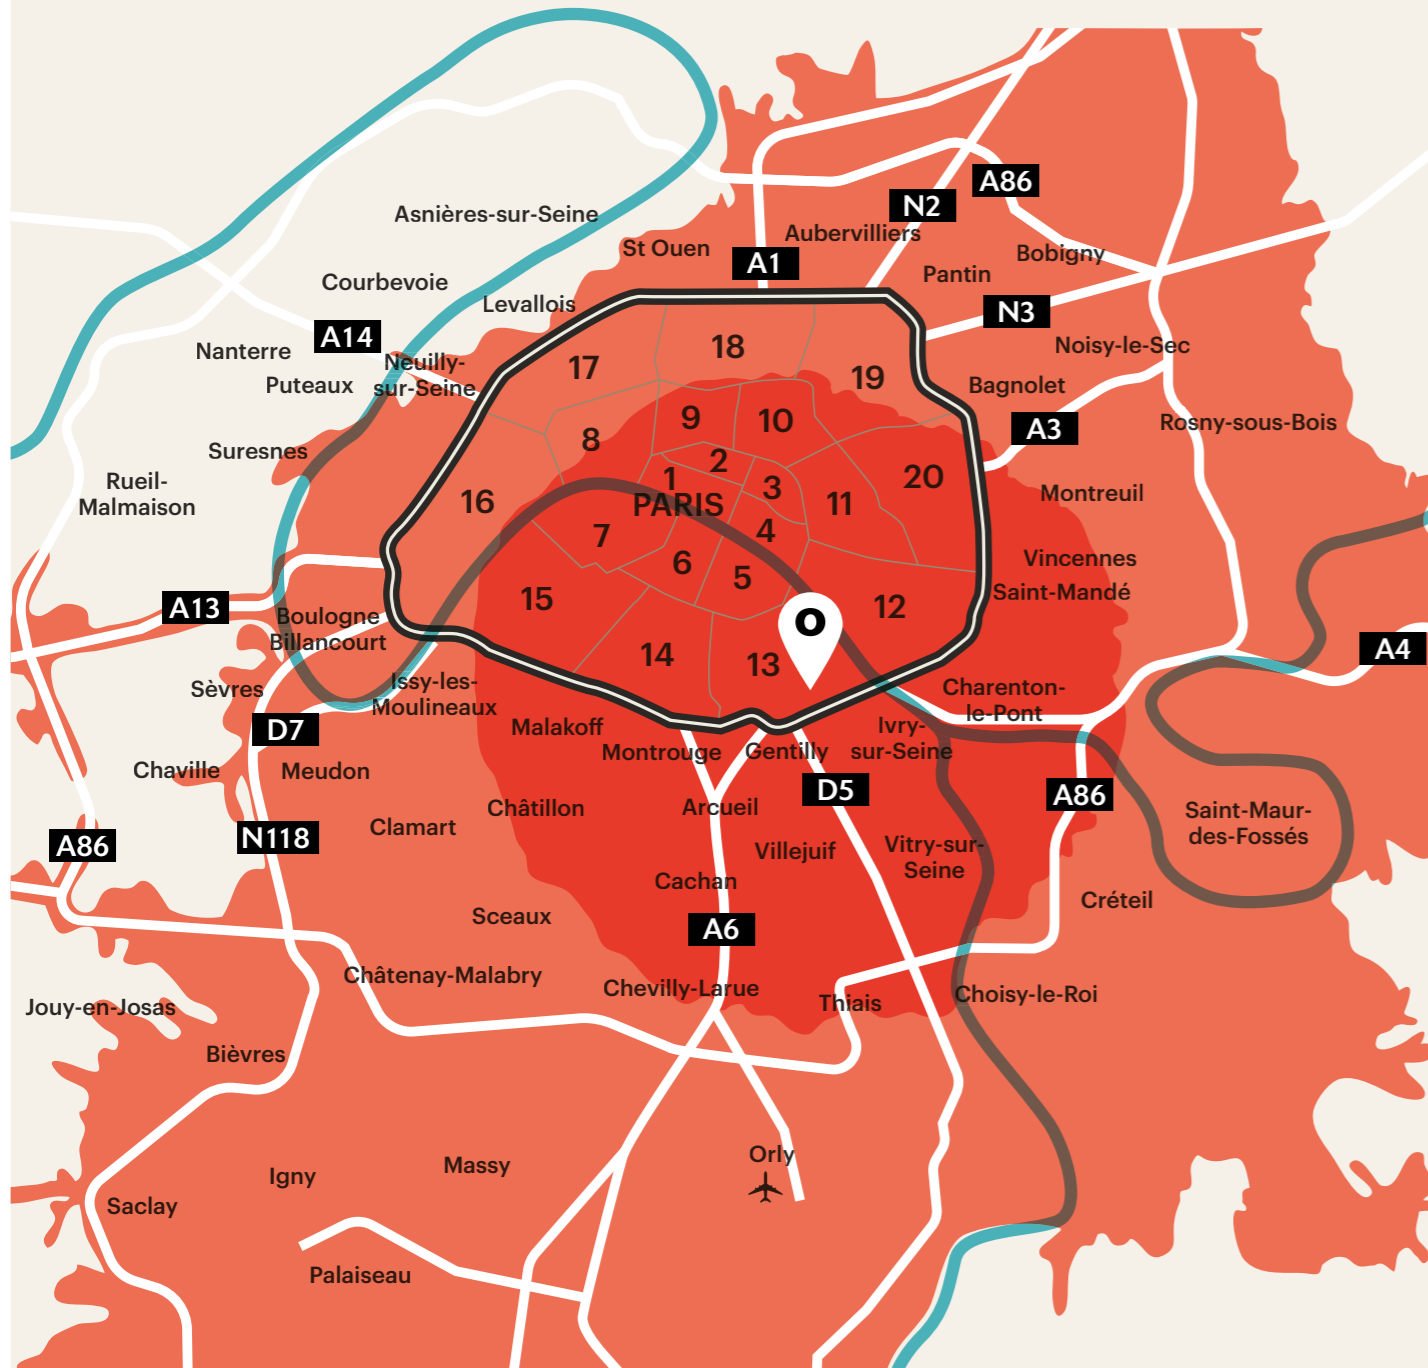 Asnières-sur-Seine
St Ouen
Aubervilliers
N2
A86
A1
Bobigny
Pantin
Courbevoie
Levallois
N3
A14
Nanterre
Neuilly-
sur-Seine
Puteaux
17
18
19
Noisy-le-Sec
Bagnolet
A3
Rosny-sous-Bois
Suresnes
8
9
10
Rueil-
Malmaison
16
1
2
3
PARIS
11
20
Montreuil
7
4
Vincennes
6
5
Saint-Mandé
A13
15
12
O
Boulogne
Billancourt
A4
14
13
Sèvres
Issy-les-
Moulineaux
Charenton-
le-Pont
D7
Malakoff
Montrouge
Gentilly
Ivry-
sur-Seine
Chaville
Meudon
D5
A86
Châtillon
Arcueil
Saint-Maur-
des-Fossés
Clamart
N118
A86
Villejuif
Vitry-sur-
Seine
Cachan
Créteil
Sceaux
A6
Châtenay-Malabry
Chevilly-Larue
Thiais
Choisy-le-Roi
Jouy-en-Josas
Bièvres
Orly
Massy
Igny
Saclay
Palaiseau